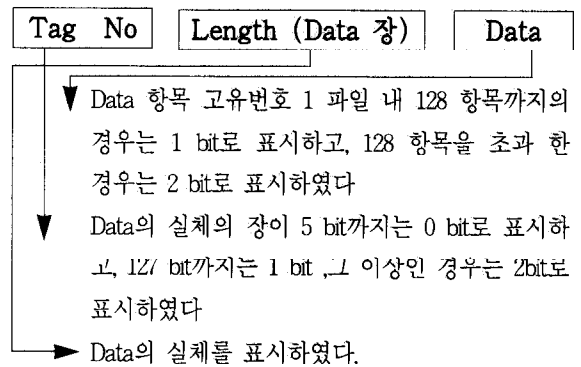 Tag No Length (Data 장) Data
Data 항목 고유번호 1 파일 내 128 항목까지의
경우는 1 bit로 표시하고, 128 항목을 초과 한
경우는 2 bit로 표시하였다
Data의 실체의 장이 5 bit까지는 0 bit로 표시하
고, 127 bit까지는 1 bit ,그 이상인 경우는 2bit로
표시하였다
Data의 실체를 표시하였다.